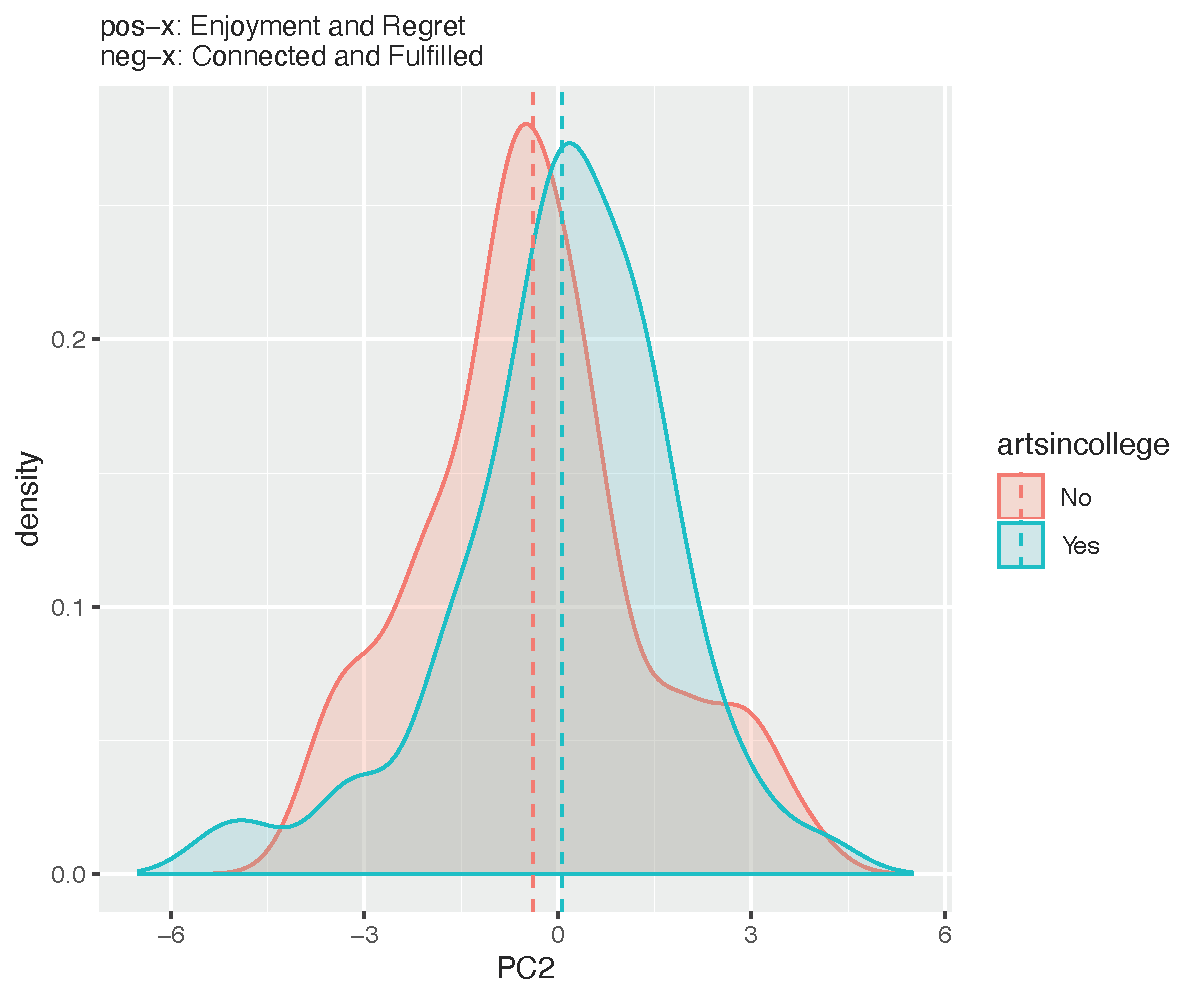 pos−x: Enjoyment and Regret
neg−x: Connected and Fulfilled
density
0.2
0.1
0.0
−6
−3
0
3
6
PC2
artsincollege
No
Yes